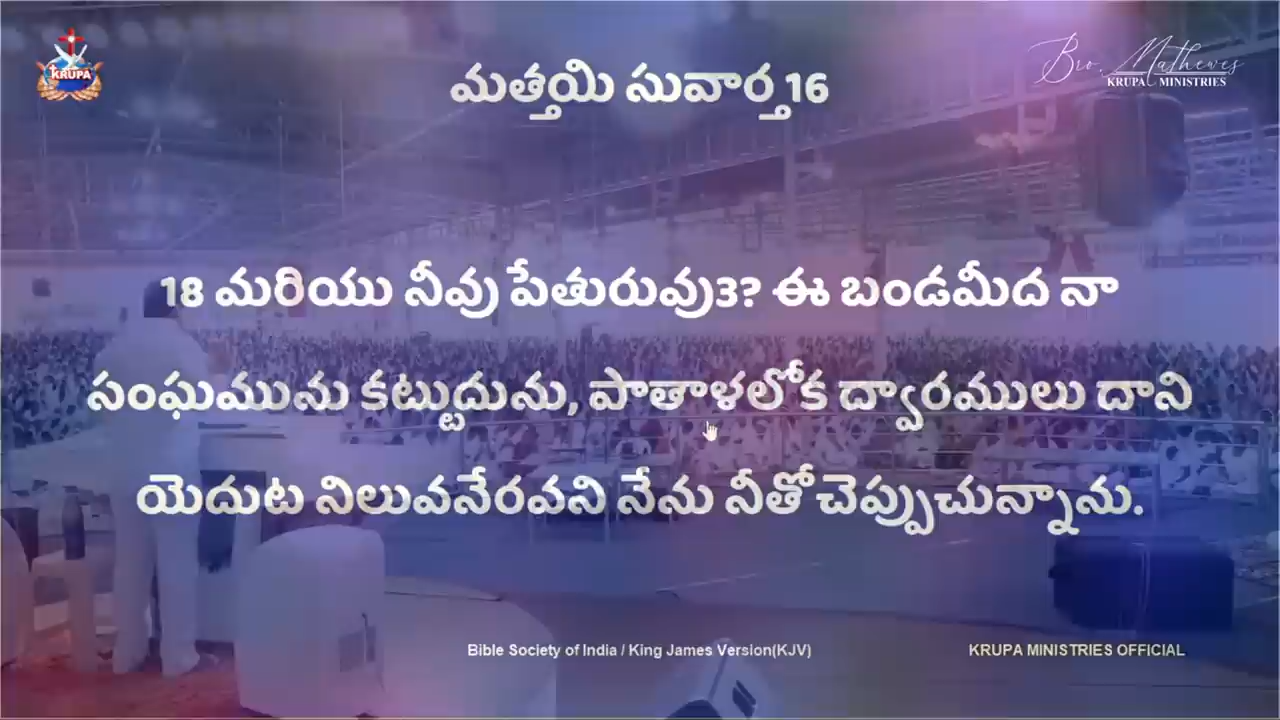 KRUPA
Bro. Mathews
KRUPA MINISTRIES
మత్తయి సువార్త 16
18 మరియు నీవు పేతురువు3? ఈ బండమీద నా
సంఘమును కట్టుదును, పాతాళలోక ద్వారములు దాని
యెదుట నిలువనేరవని నేను నీతో చెప్పుచున్నాను.
Bible Society of India / King James Version(KJV)
KRUPA MINISTRIES OFFICIAL